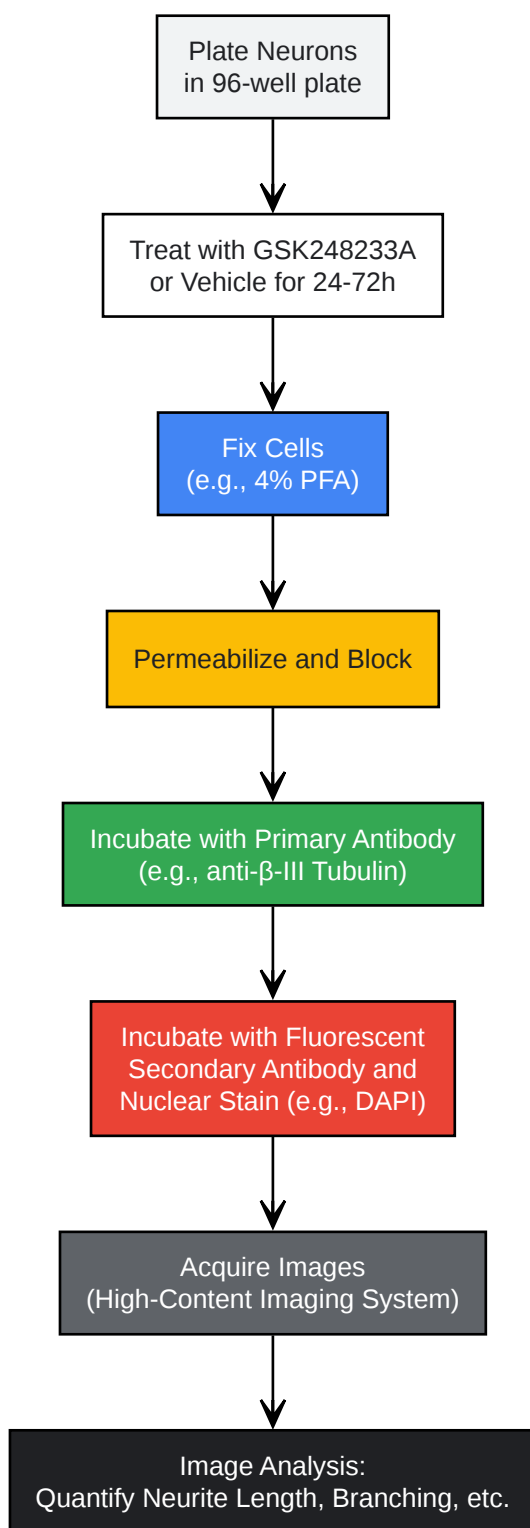 Plate Neurons
in 96-well plate
Treat with GSK248233A
or Vehicle for 24-72h
Fix Cells
(e.g., 4% PFA)
Permeabilize and Block
Incubate with Primary Antibody
(e.g., anti-β-III Tubulin)
Incubate with Fluorescent
Secondary Antibody and
Nuclear Stain (e.g., DAPI)
Acquire Images
(High-Content Imaging System)
Image Analysis:
Quantify Neurite Length, Branching, etc.